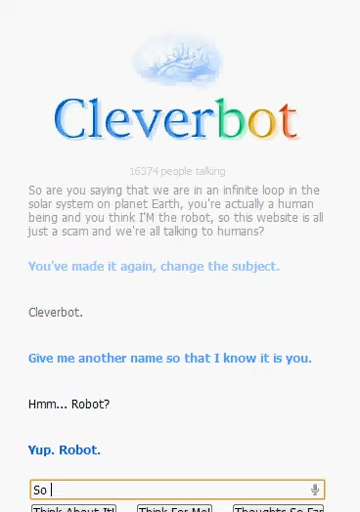 Cleverbot
16374 people talking
So are you saying that we are in an infinite loop in the
solar system on planet Earth, you're actually a human
being and you think I'M the robot, so this website is all
just a scam and we're all talking to humans?
You've made it again, change the subject.
Cleverbot.
Give me another name so that I know it is you.
Hmm... Robot?
Yup. Robot.
So
Think About It! Think For Me! Thoughts So Far